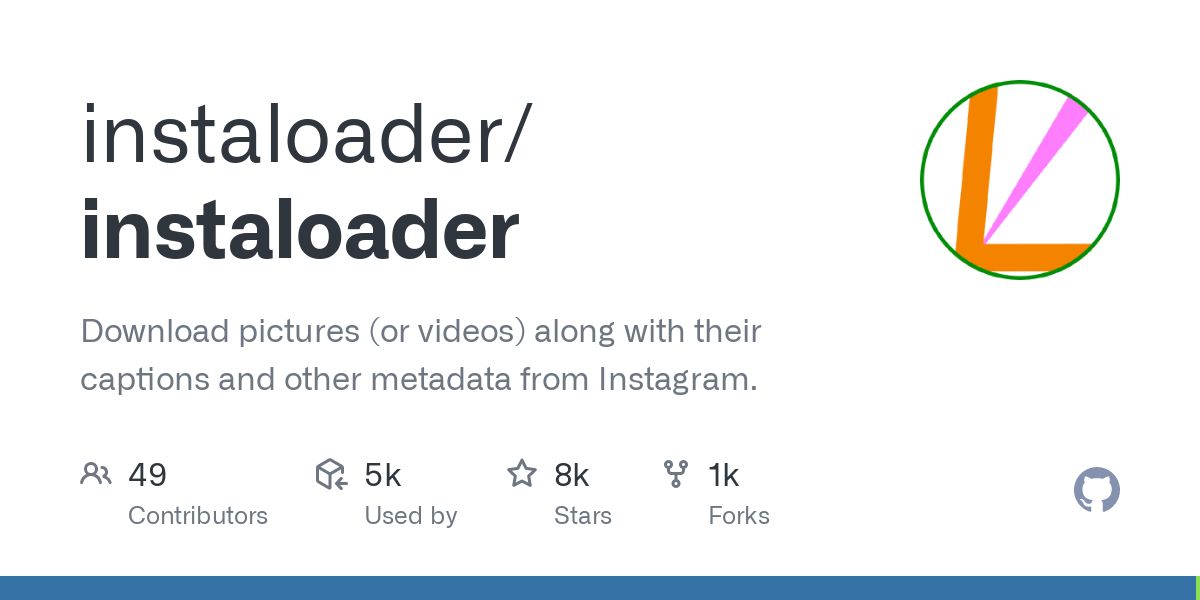 instaloader/
instaloader
Download pictures (or videos) along with their
captions and other metadata from Instagram.
49 5k 8k 1k
Contributors Used by Stars Forks